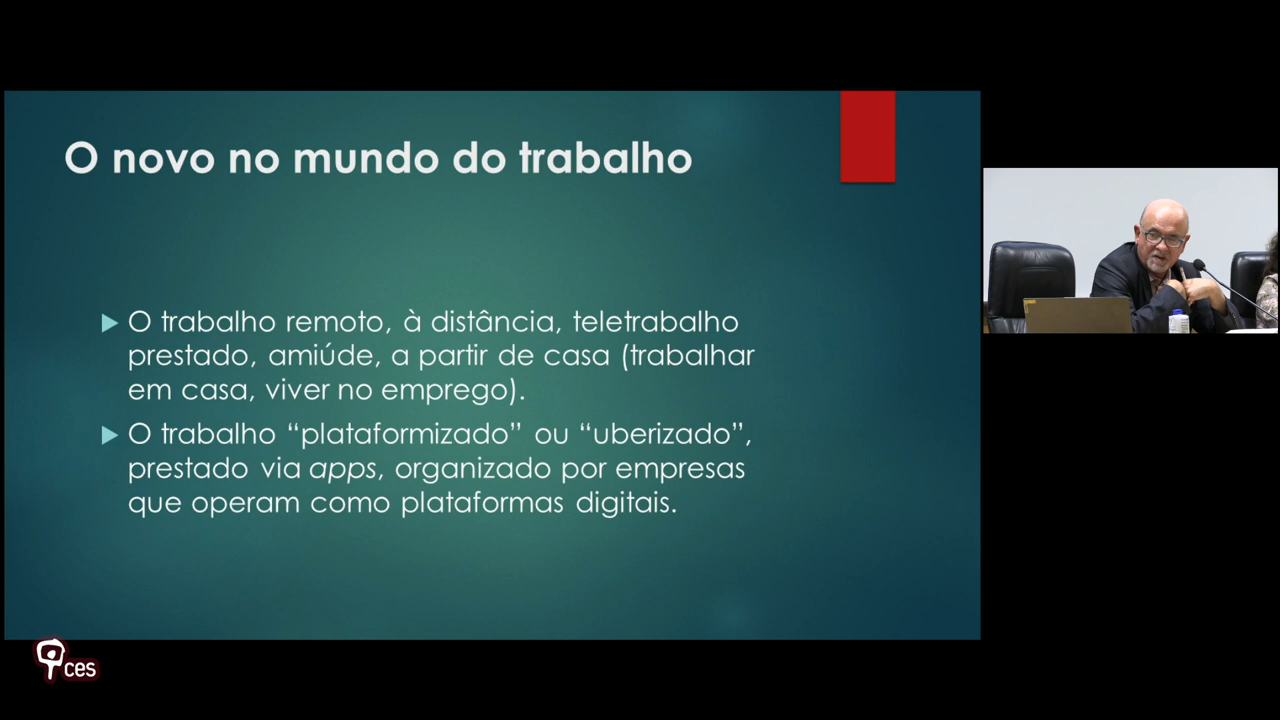 O novo no mundo do trabalho
O trabalho remoto, à distância, teletrabalho
prestado, amiúde, a partir de casa (trabalhar
em casa, viver no emprego).
O trabalho “plataformizado” ou “uberizado”,
prestado via apps, organizado por empresas
que operam como plataformas digitais.
ces